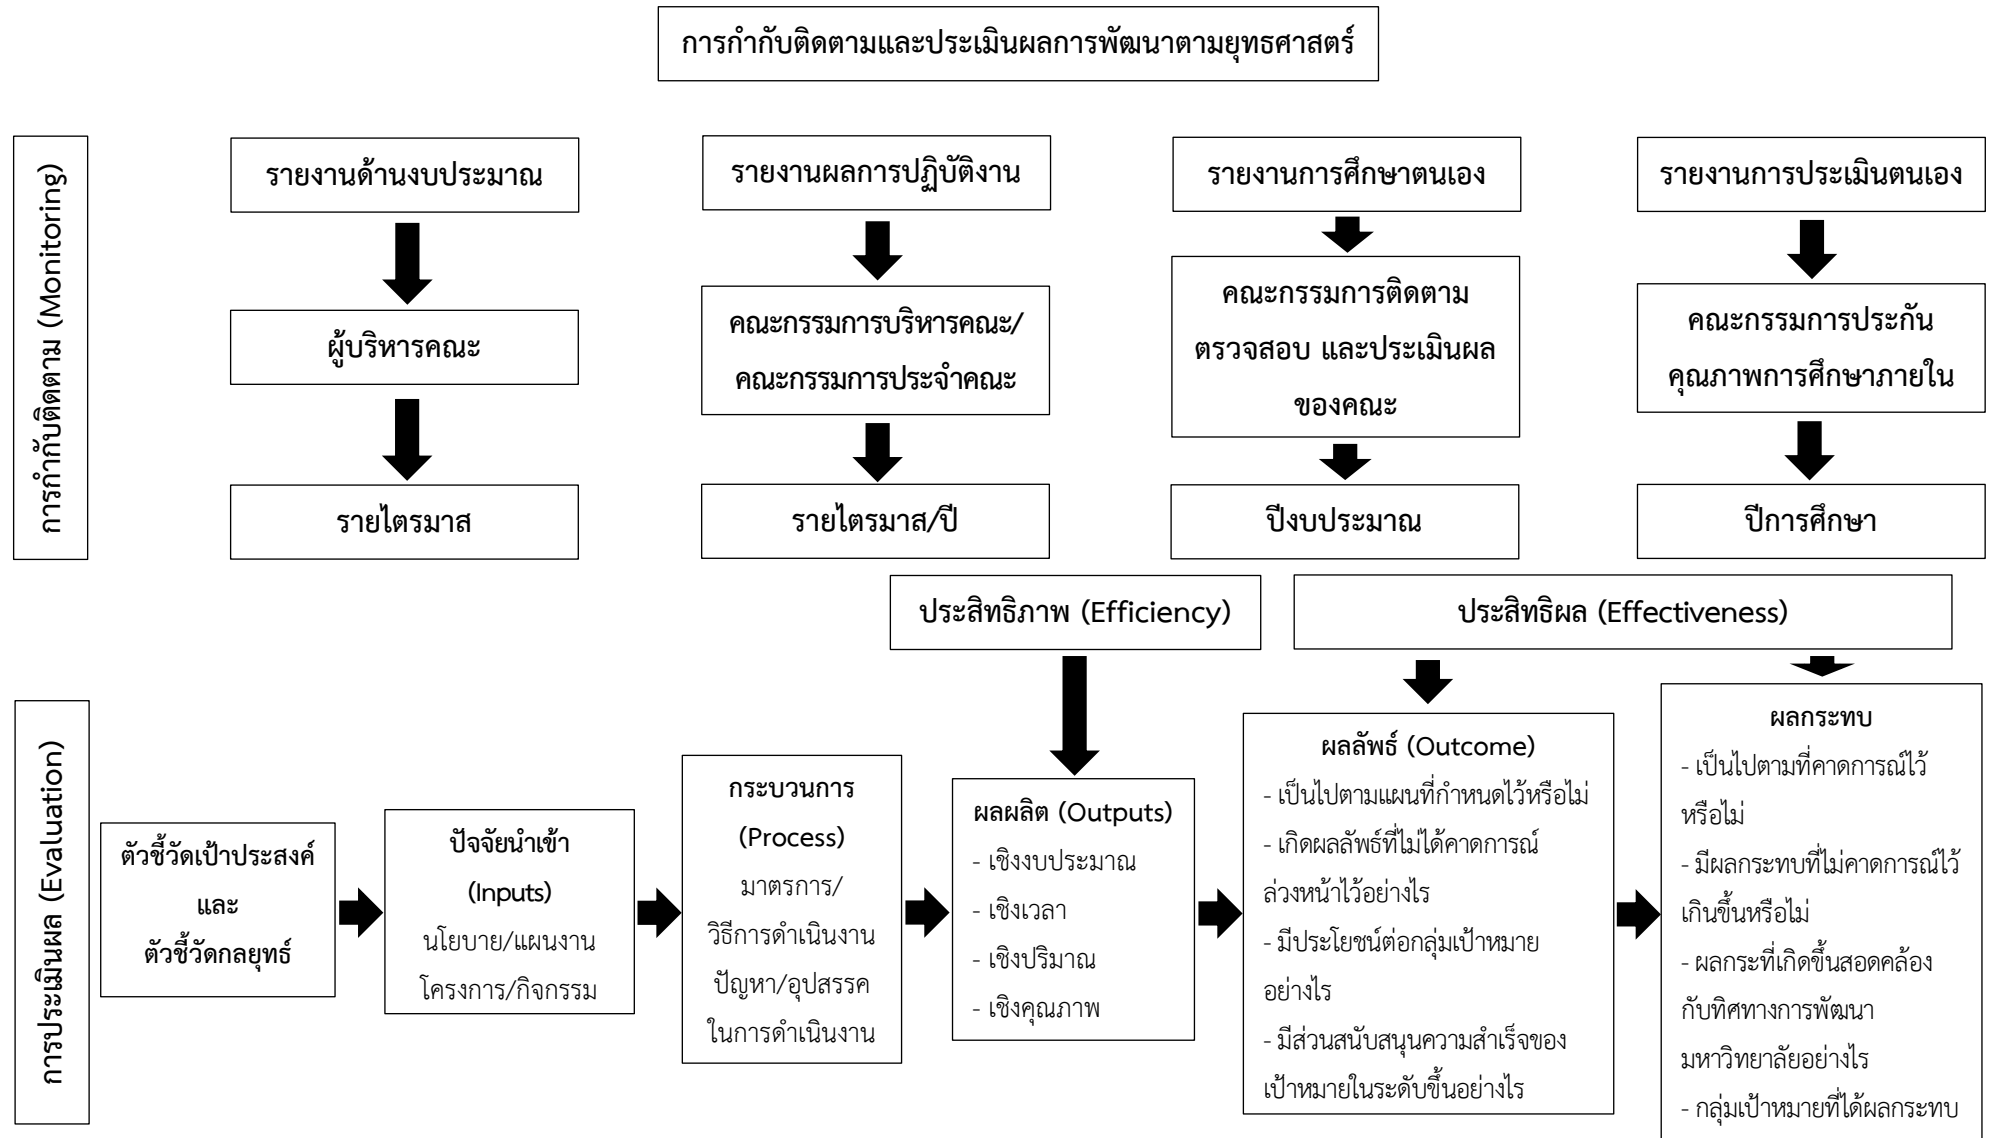 การกำกับติดตามและประเมินผลการพัฒนาตามยุทธศาสตร์
การกำกับติดตาม (Monitoring)
รายงานด้านงบประมาณ
ผู้บริหารคณะ
รายไตรมาส
รายงานผลการปฏิบัติงาน
คณะกรรมการบริหารคณะ/
คณะกรรมการประจำคณะ
รายไตรมาส/ปี
รายงานการศึกษาตนเอง
คณะกรรมการติดตาม
ตรวจสอบ และประเมินผล
ของคณะ
ปีงบประมาณ
รายงานการประเมินตนเอง
คณะกรรมการประกัน
คุณภาพการศึกษาภายใน
ปีการศึกษา
ประสิทธิภาพ (Efficiency)
ประสิทธิผล (Effectiveness)
การประเมินผล (Evaluation)
ตัวชี้วัดเป้าประสงค์
และ
ตัวชี้วัดกลยุทธ์
ปัจจัยนำเข้า
(Inputs)
นโยบาย/แผนงาน
โครงการ/กิจกรรม
กระบวนการ
(Process)
มาตรการ/
วิธีการดำเนินงาน
ปัญหา/อุปสรรค
ในการดำเนินงาน
ผลผลิต (Outputs)
- เชิงงบประมาณ
- เชิงเวลา
- เชิงปริมาณ
- เชิงคุณภาพ
ผลลัพธ์ (Outcome)
- เป็นไปตามแผนที่กำหนดไว้หรือไม่
- เกิดผลลัพธ์ที่ไม่ได้คาดการณ์
ล่วงหน้าไว้อย่างไร
- มีประโยชน์ต่อกลุ่มเป้าหมาย
อย่างไร
- มีส่วนสนับสนุนความสำเร็จของ
เป้าหมายในระดับขึ้นอย่างไร
ผลกระทบ
- เป็นไปตามที่คาดการณ์ไว้
หรือไม่
- มีผลกระทบที่ไม่คาดการณ์ไว้
เกินขึ้นหรือไม่
- ผลกระที่เกิดขึ้นสอดคล้อง
กับทิศทางการพัฒนา
มหาวิทยาลัยอย่างไร
- กลุ่มเป้าหมายที่ได้ผลกระทบ